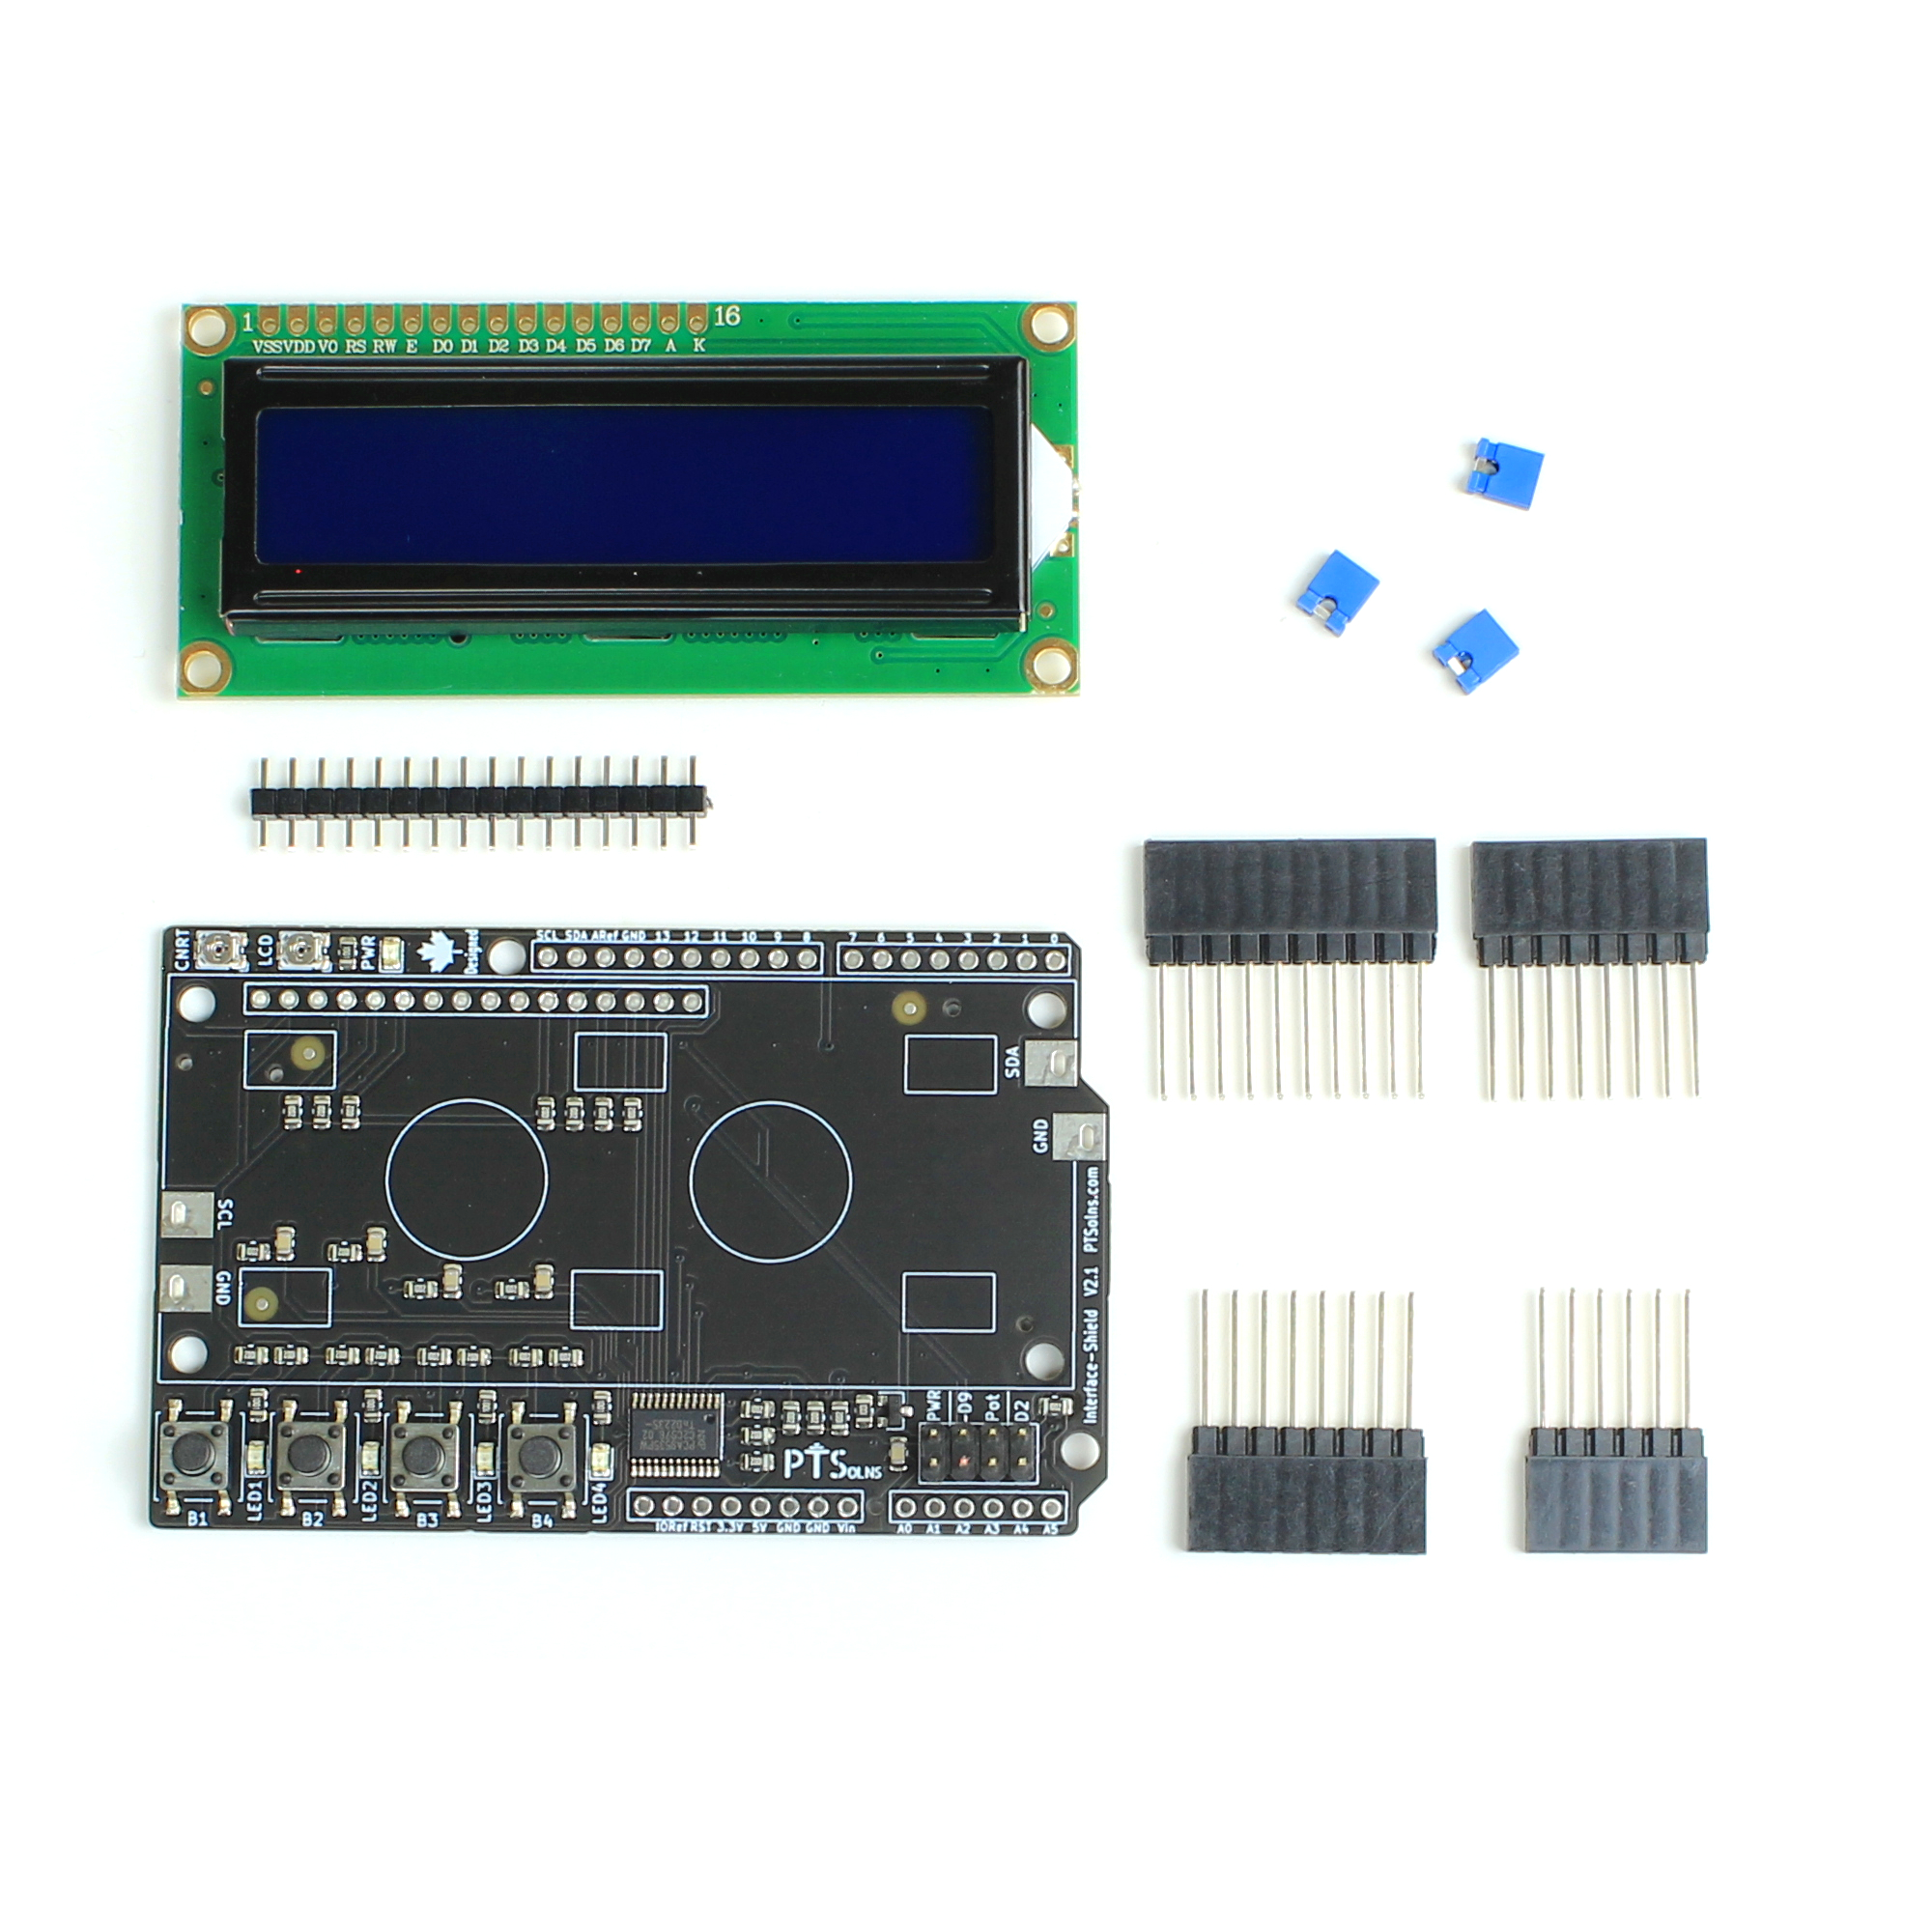 1 16
VSS VDD V0 RS RW E D0 D1 D2 D3 D4 D5 D6 D7 A K
CNRT
LCD
PWR
Designed
SCL SDA ARef GND 13 12 11 10 9 8
7 6 5 4 3 2 1 0
SDA
GND
SCL
GND
Interface-Shield V2.1 PTSolns.com
PWR
D9
Pot
D2
PTSOLNS
LED1
LED2
LED3
LED4
B1 B2 B3 B4
IORef RST 3.3V 5V GND GND Vin
A0 A1 A2 A3 A4 A5